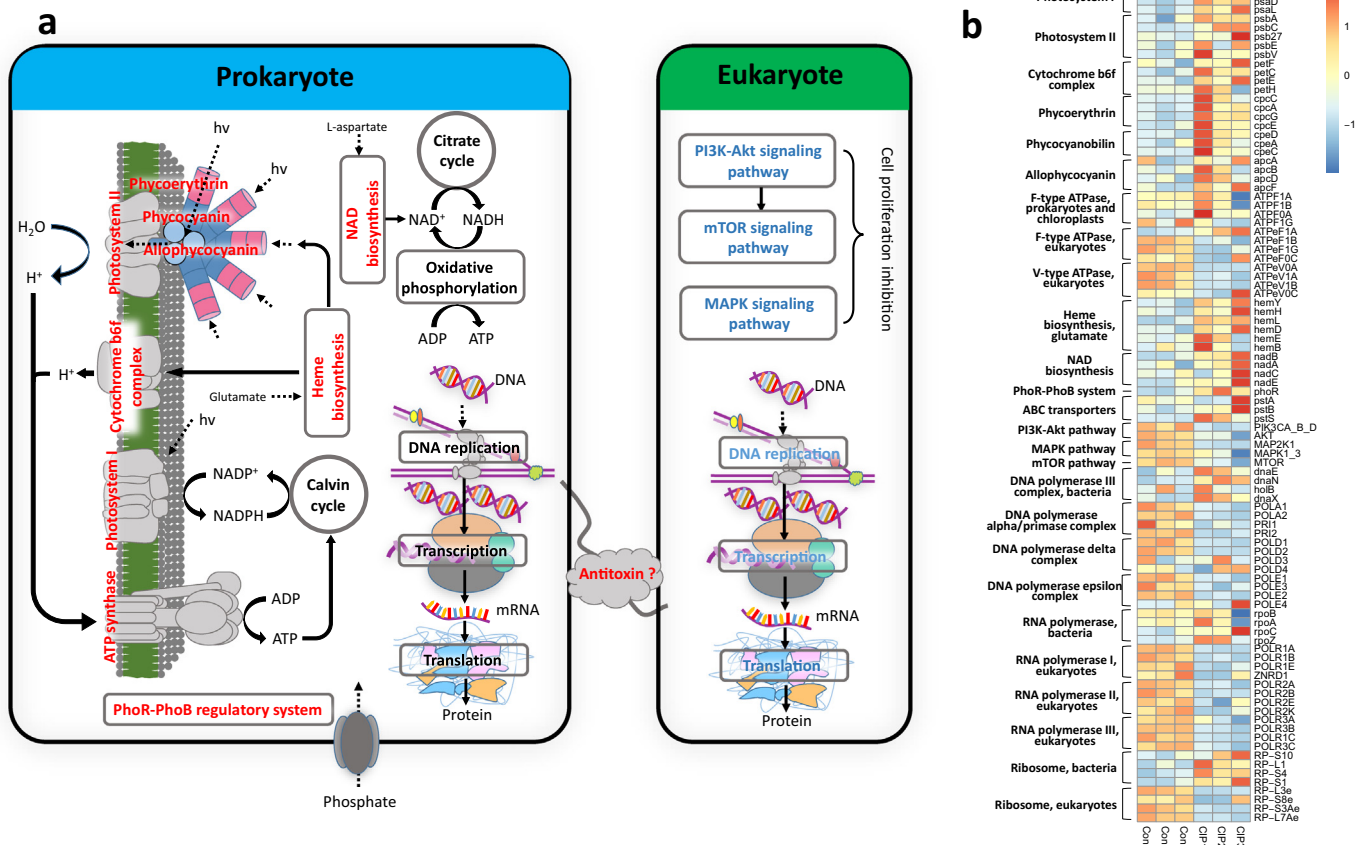 a
Prokaryote
hv
L-aspartate
Citrate
cycle
hv
Phycoerythrin
Phycocyanin
Allophycocyanin
Photosystem II
H₂O
H⁺
NAD
biosynthesis
NAD⁺
NADH
Oxidative
phosphorylation
ADP
ATP
Cytochrome b6f
complex
H⁺
Heme
biosynthesis
Glutamate
hv
Photosystem I
NADP⁺
NADPH
Calvin
cycle
ATP synthase
ADP
ATP
DNA
DNA replication
Transcription
mRNA
Translation
Protein
PhoR-PhoB regulatory system
Phosphate
Antitoxin ?
Eukaryote
PI3K-Akt signaling
pathway
mTOR signaling
pathway
MAPK signaling
pathway
Cell proliferation inhibition
DNA
DNA replication
Transcription
mRNA
Translation
Protein
b
psaD
psaL
Photosystem II
psbA
psbC
psb27
psbE
psbV
Cytochrome b6f
complex
petF
petC
petE
petH
Phycoerythrin
cpcC
cpcA
cpcG
cpcE
Phycocyanobilin
cpeD
cpeA
cpeC
Allophycocyanin
apcA
apcB
apcD
apcF
F-type ATPase,
prokaryotes and
chloroplasts
ATPF1A
ATPF1B
ATPF0A
ATPF1G
F-type ATPase,
eukaryotes
ATPeF1A
ATPeF1B
ATPeF1G
ATPeF0C
V-type ATPase,
eukaryotes
ATPeV0A
ATPeV1A
ATPeV1B
ATPeV0C
Heme
biosynthesis,
glutamate
hemY
hemH
hemL
hemD
hemE
hemB
NAD
biosynthesis
nadB
nadA
nadC
nadE
PhoR-PhoB system
phoR
ABC transporters
pstA
pstB
pstS
PI3K-Akt pathway
PIK3CA_B_D
AKT
MAPK pathway
MAP2K1
MAPK1_3
mTOR pathway
MTOR
DNA polymerase III
complex, bacteria
dnaE
dnaN
holB
dnaX
DNA polymerase
alpha/primase complex
POLA1
POLA2
PRI1
PRI2
DNA polymerase delta
complex
POLD1
POLD2
POLD3
POLD4
DNA polymerase epsilon
complex
POLE1
POLE3
POLE2
POLE4
RNA polymerase,
bacteria
rpoB
rpoA
rpoC
rpoZ
RNA polymerase I,
eukaryotes
POLR1A
POLR1B
POLR1E
ZNRD1
RNA polymerase II,
eukaryotes
POLR2A
POLR2B
POLR2E
POLR2K
RNA polymerase III,
eukaryotes
POLR3A
POLR3B
POLR1C
POLR3C
Ribosome, bacteria
RP−S10
RP−L1
RP−S4
RP−S1
Ribosome, eukaryotes
RP−L3e
RP−S8e
RP−S3Ae
RP−L7Ae
Con
Con
Con
CIP
CIP
CIP
1
0
−1